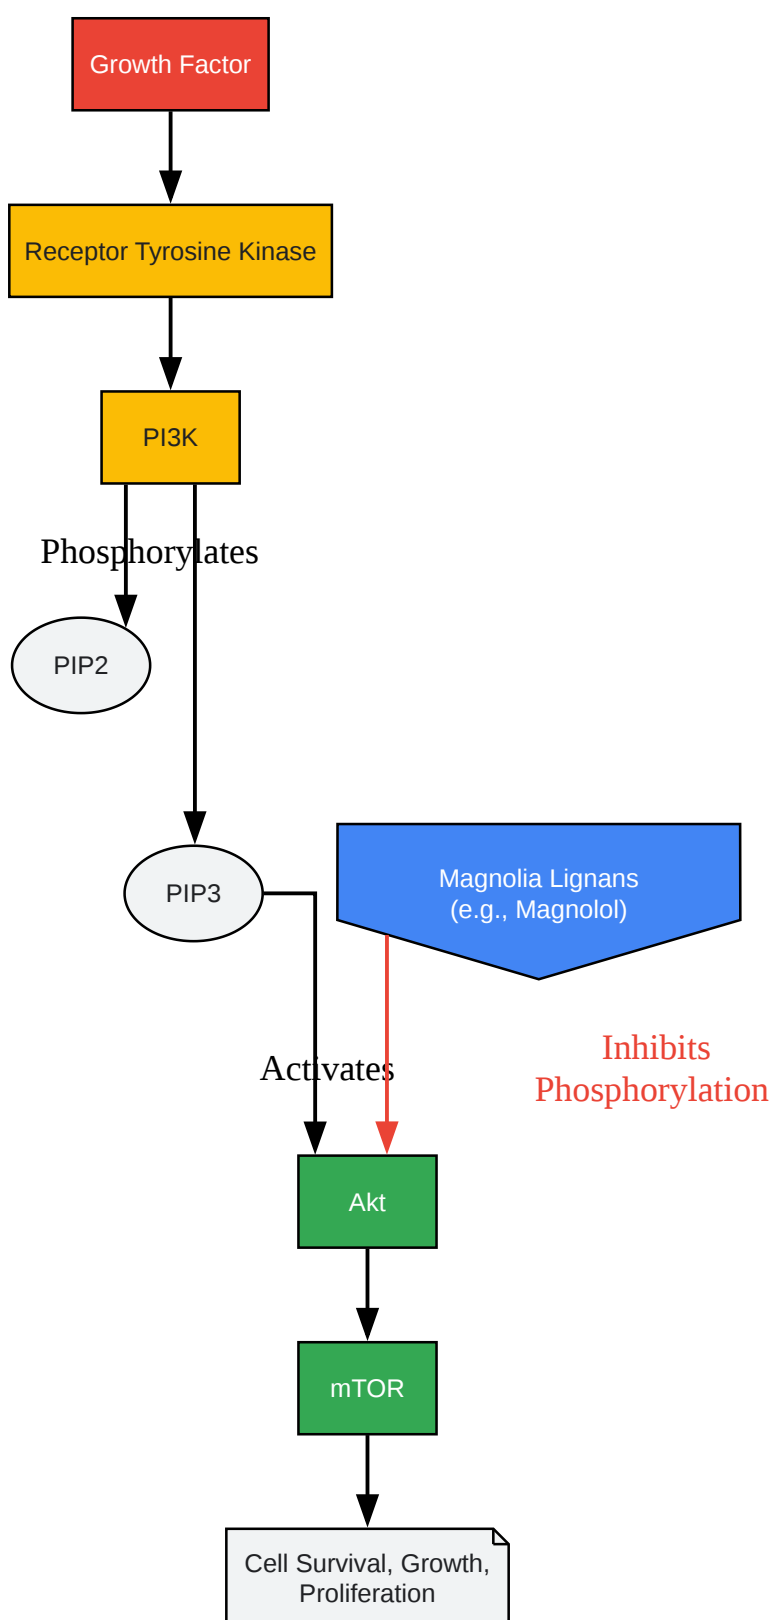 Growth Factor
Receptor Tyrosine Kinase
PI3K
Phosphorylates
PIP2
PIP3
Magnolia Lignans
(e.g., Magnolol)
Activates
Inhibits
Phosphorylation
Akt
mTOR
Cell Survival, Growth,
Proliferation